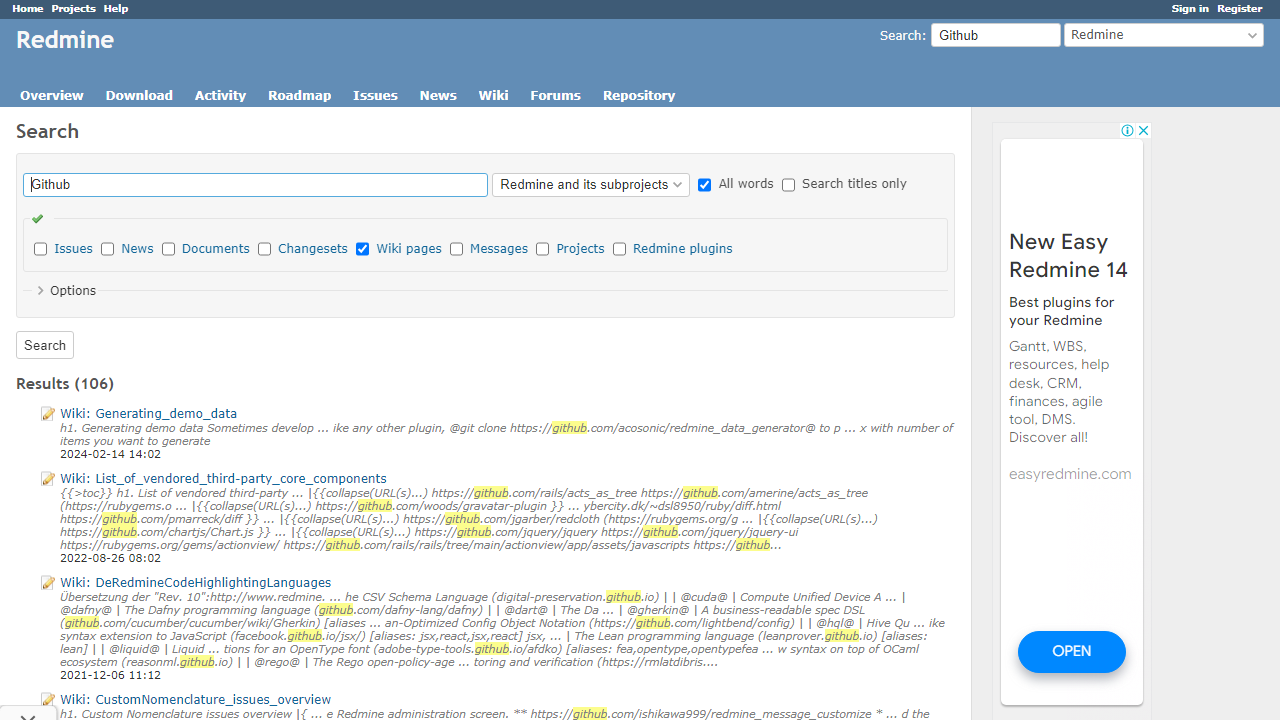 Home Projects Help Sign in Register
Redmine Search: Github Redmine
Overview Download Activity Roadmap Issues News Wiki Forums Repository
Search
Github Redmine and its subprojects All words Search titles only
Issues News Documents Changesets Wiki pages Messages Projects Redmine plugins
Options
Search
Results (106)
Wiki: Generating_demo_data
h1. Generating demo data Sometimes develop ... ike any other plugin, @git clone https://github.com/acosonic/redmine_data_generator@ to p ... x with number of
items you want to generate
2024-02-14 14:02
Wiki: List_of_vendored_third-party_core_components
{{>toc}} h1. List of vendored third-party ... |{{collapse(URL(s)...) https://github.com/rails/acts_as_tree https://github.com/amerine/acts_as_tree
(https://rubygems.o ... |{{collapse(URL(s)...) https://github.com/woods/gravatar-plugin }} ... ybercity.dk/~dsl8950/ruby/diff.html
https://github.com/pmarreck/diff }} ... |{{collapse(URL(s)...) https://github.com/jgarber/redcloth (https://rubygems.org/g ... |{{collapse(URL(s)...)
https://github.com/chartjs/Chart.js }} ... |{{collapse(URL(s)...) https://github.com/jquery/jquery https://github.com/jquery/jquery-ui
https://rubygems.org/gems/actionview/ https://github.com/rails/rails/tree/main/actionview/app/assets/javascripts https://github...
2022-08-26 08:02
Wiki: DeRedmineCodeHighlightingLanguages
Übersetzung der "Rev. 10":http://www.redmine. ... he CSV Schema Language (digital-preservation.github.io) | | @cuda@ | Compute Unified Device A ... |
@dafny@ | The Dafny programming language (github.com/dafny-lang/dafny) | | @dart@ | The Da ... | @gherkin@ | A business-readable spec DSL
(github.com/cucumber/cucumber/wiki/Gherkin) [aliases ... an-Optimized Config Object Notation (https://github.com/lightbend/config) | | @hql@ | Hive Qu ... ike
syntax extension to JavaScript (facebook.github.io/jsx/) [aliases: jsx,react,jsx,react] jsx, ... | The Lean programming language (leanprover.github.io) [aliases:
lean] | | @liquid@ | Liquid ... tions for an OpenType font (adobe-type-tools.github.io/afdko) [aliases: fea,opentype,opentypefea ... w syntax on top of OCaml
ecosystem (reasonml.github.io) | | @rego@ | The Rego open-policy-age ... toring and verification (https://rmlatdibris....
2021-12-06 11:12
Wiki: CustomNomenclature_issues_overview
h1. Custom Nomenclature issues overview |{ ... e Redmine administration screen. ** https://github.com/ishikawa999/redmine_message_customize * ... d the
New Easy
Redmine 14
Best plugins for
your Redmine
Gantt, WBS,
resources, help
desk, CRM,
finances, agile
tool, DMS.
Discover all!
easyredmine.com
OPEN